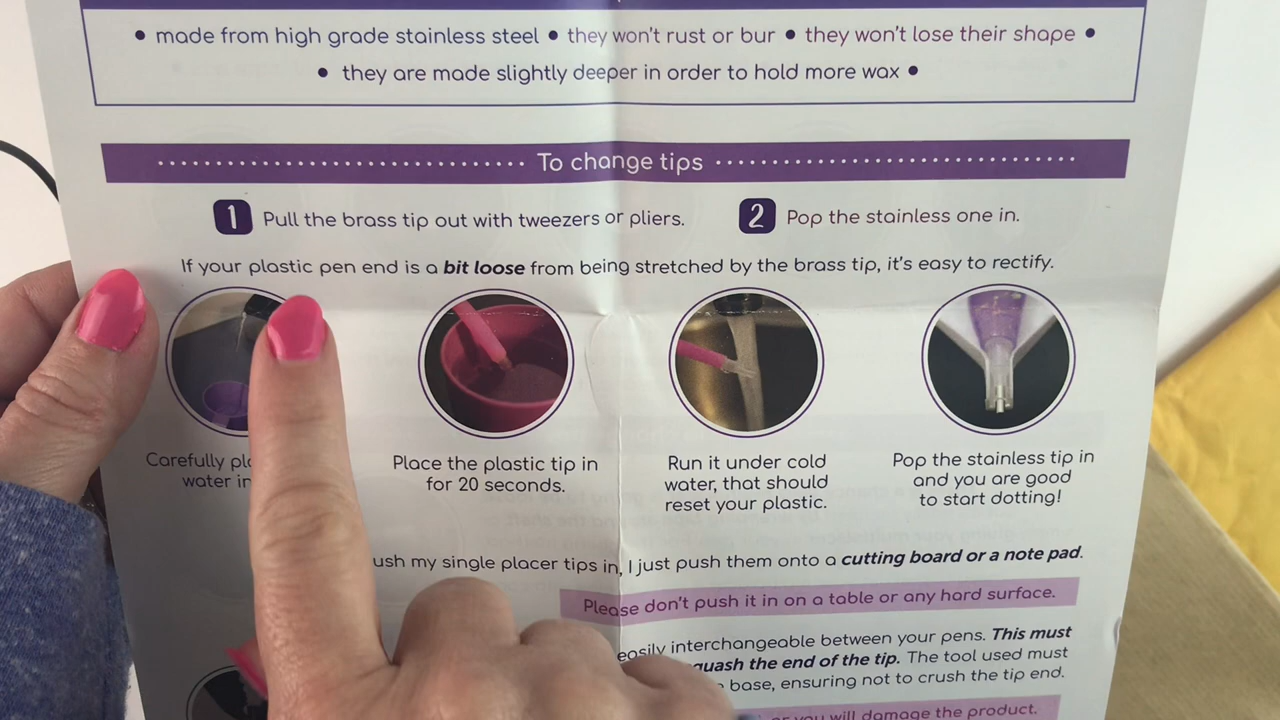 • made from high grade stainless steel • they won't rust or bur • they won't lose their shape •
• they are made slightly deeper in order to hold more wax •
To change tips
1 Pull the brass tip out with tweezers or pliers.
2 Pop the stainless one in.
If your plastic pen end is a bit loose from being stretched by the brass tip, it's easy to rectify.
Carefully
water in
Place the plastic tip in
for 20 seconds.
Run it under cold
water, that should
reset your plastic.
Pop the stainless tip in
and you are good
to start dotting!
ush my single placer tips in, I just push them onto a cutting board or a note pad.
Please don't push it in on a table or any hard surface.
easily interchangeable between your pens. This must
quash the end of the tip. The tool used must
base, ensuring not to crush the tip end.
or you will damage the product.